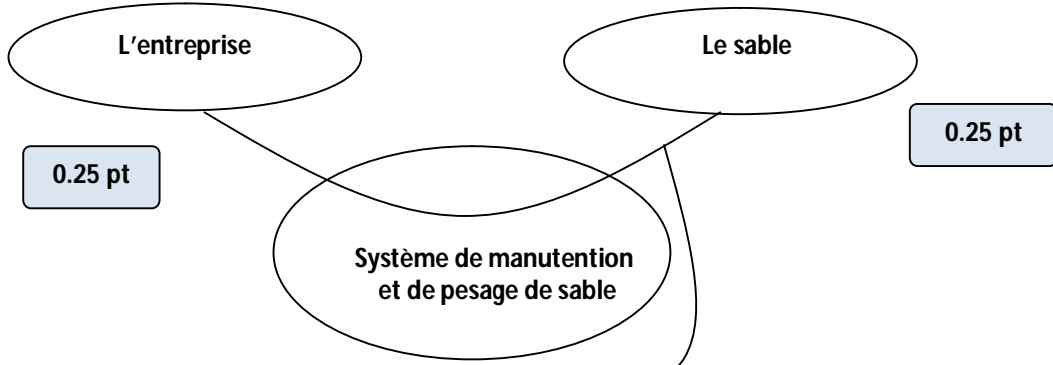 L'entreprise
Le sable
0.25 pt
0.25 pt
Système de manutention
et de pesage de sable